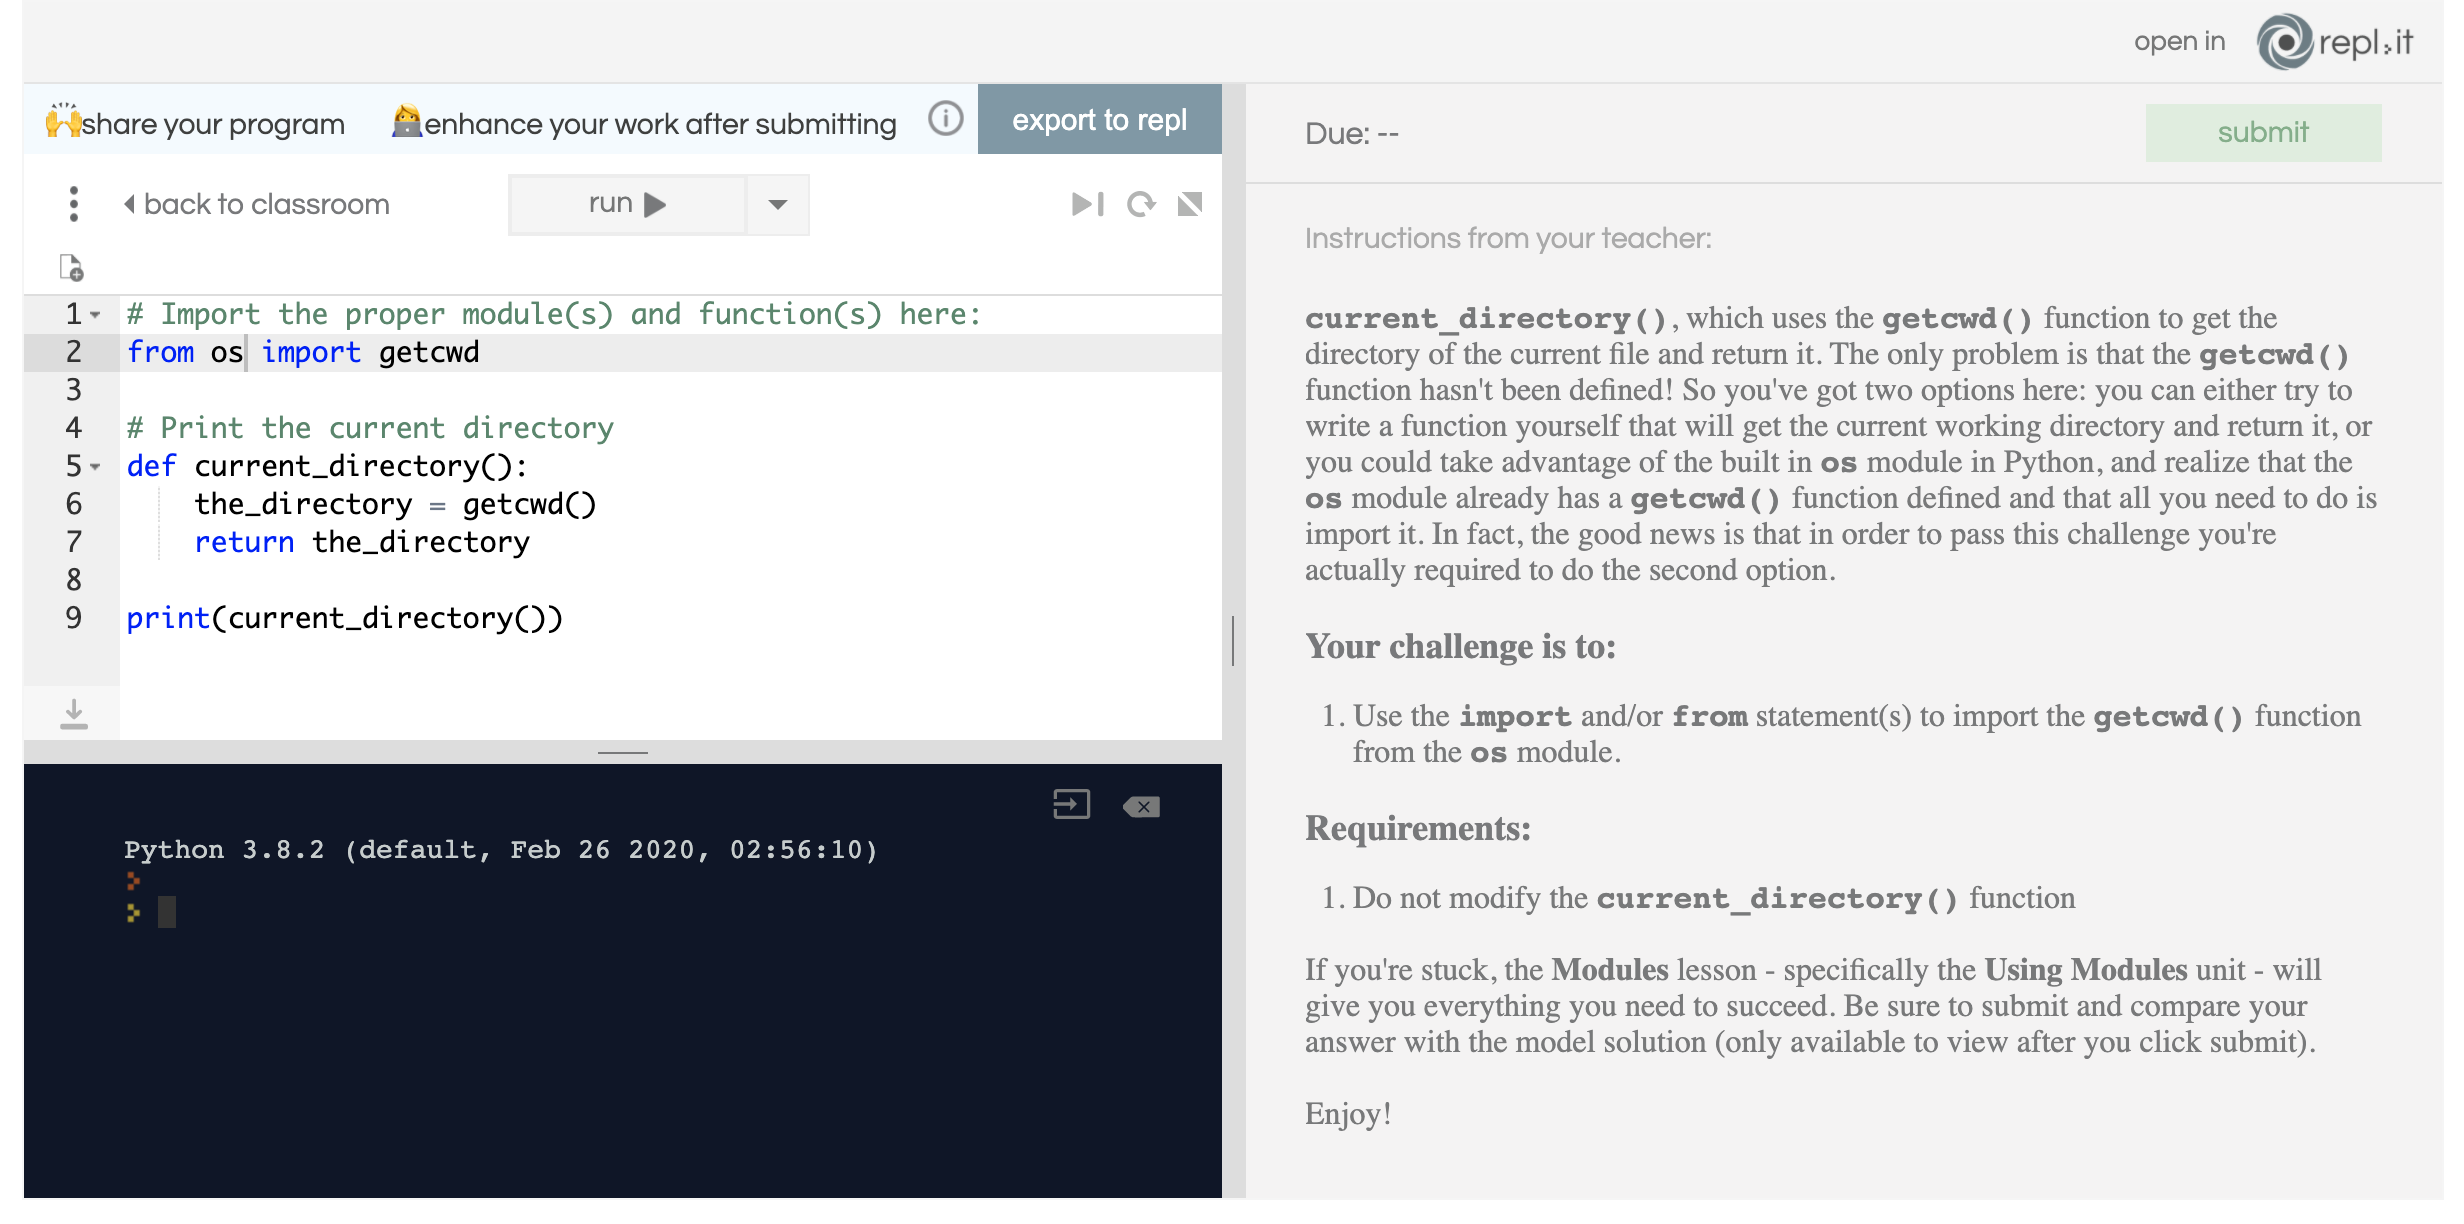 open in repl.it
🙌share your program 👩‍💻enhance your work after submitting export to repl
back to classroom run
1 # Import the proper module(s) and function(s) here:
2 from os import getcwd
3
4 # Print the current directory
5 def current_directory():
6     the_directory = getcwd()
7     return the_directory
8
9 print(current_directory())
Python 3.8.2 (default, Feb 26 2020, 02:56:10)
Due: --
submit
Instructions from your teacher:
current_directory(), which uses the getcwd() function to get the
directory of the current file and return it. The only problem is that the getcwd()
function hasn't been defined! So you've got two options here: you can either try to
write a function yourself that will get the current working directory and return it, or
you could take advantage of the built in os module in Python, and realize that the
os module already has a getcwd() function defined and that all you need to do is
import it. In fact, the good news is that in order to pass this challenge you're
actually required to do the second option.
Your challenge is to:
1. Use the import and/or from statement(s) to import the getcwd() function
from the os module.
Requirements:
1. Do not modify the current_directory() function
If you're stuck, the Modules lesson - specifically the Using Modules unit - will
give you everything you need to succeed. Be sure to submit and compare your
answer with the model solution (only available to view after you click submit).
Enjoy!